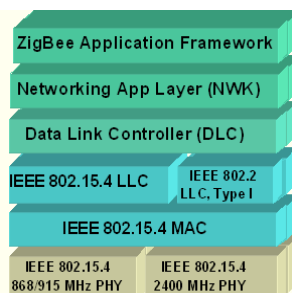 ZigBee Application Framework
Networking App Layer (NWK)
Data Link Controller (DLC)
IEEE 802.15.4 LLC
IEEE 802.2
LLC, Type I
IEEE 802.15.4 MAC
IEEE 802.15.4
868/915 MHz PHY
IEEE 802.15.4
2400 MHz PHY